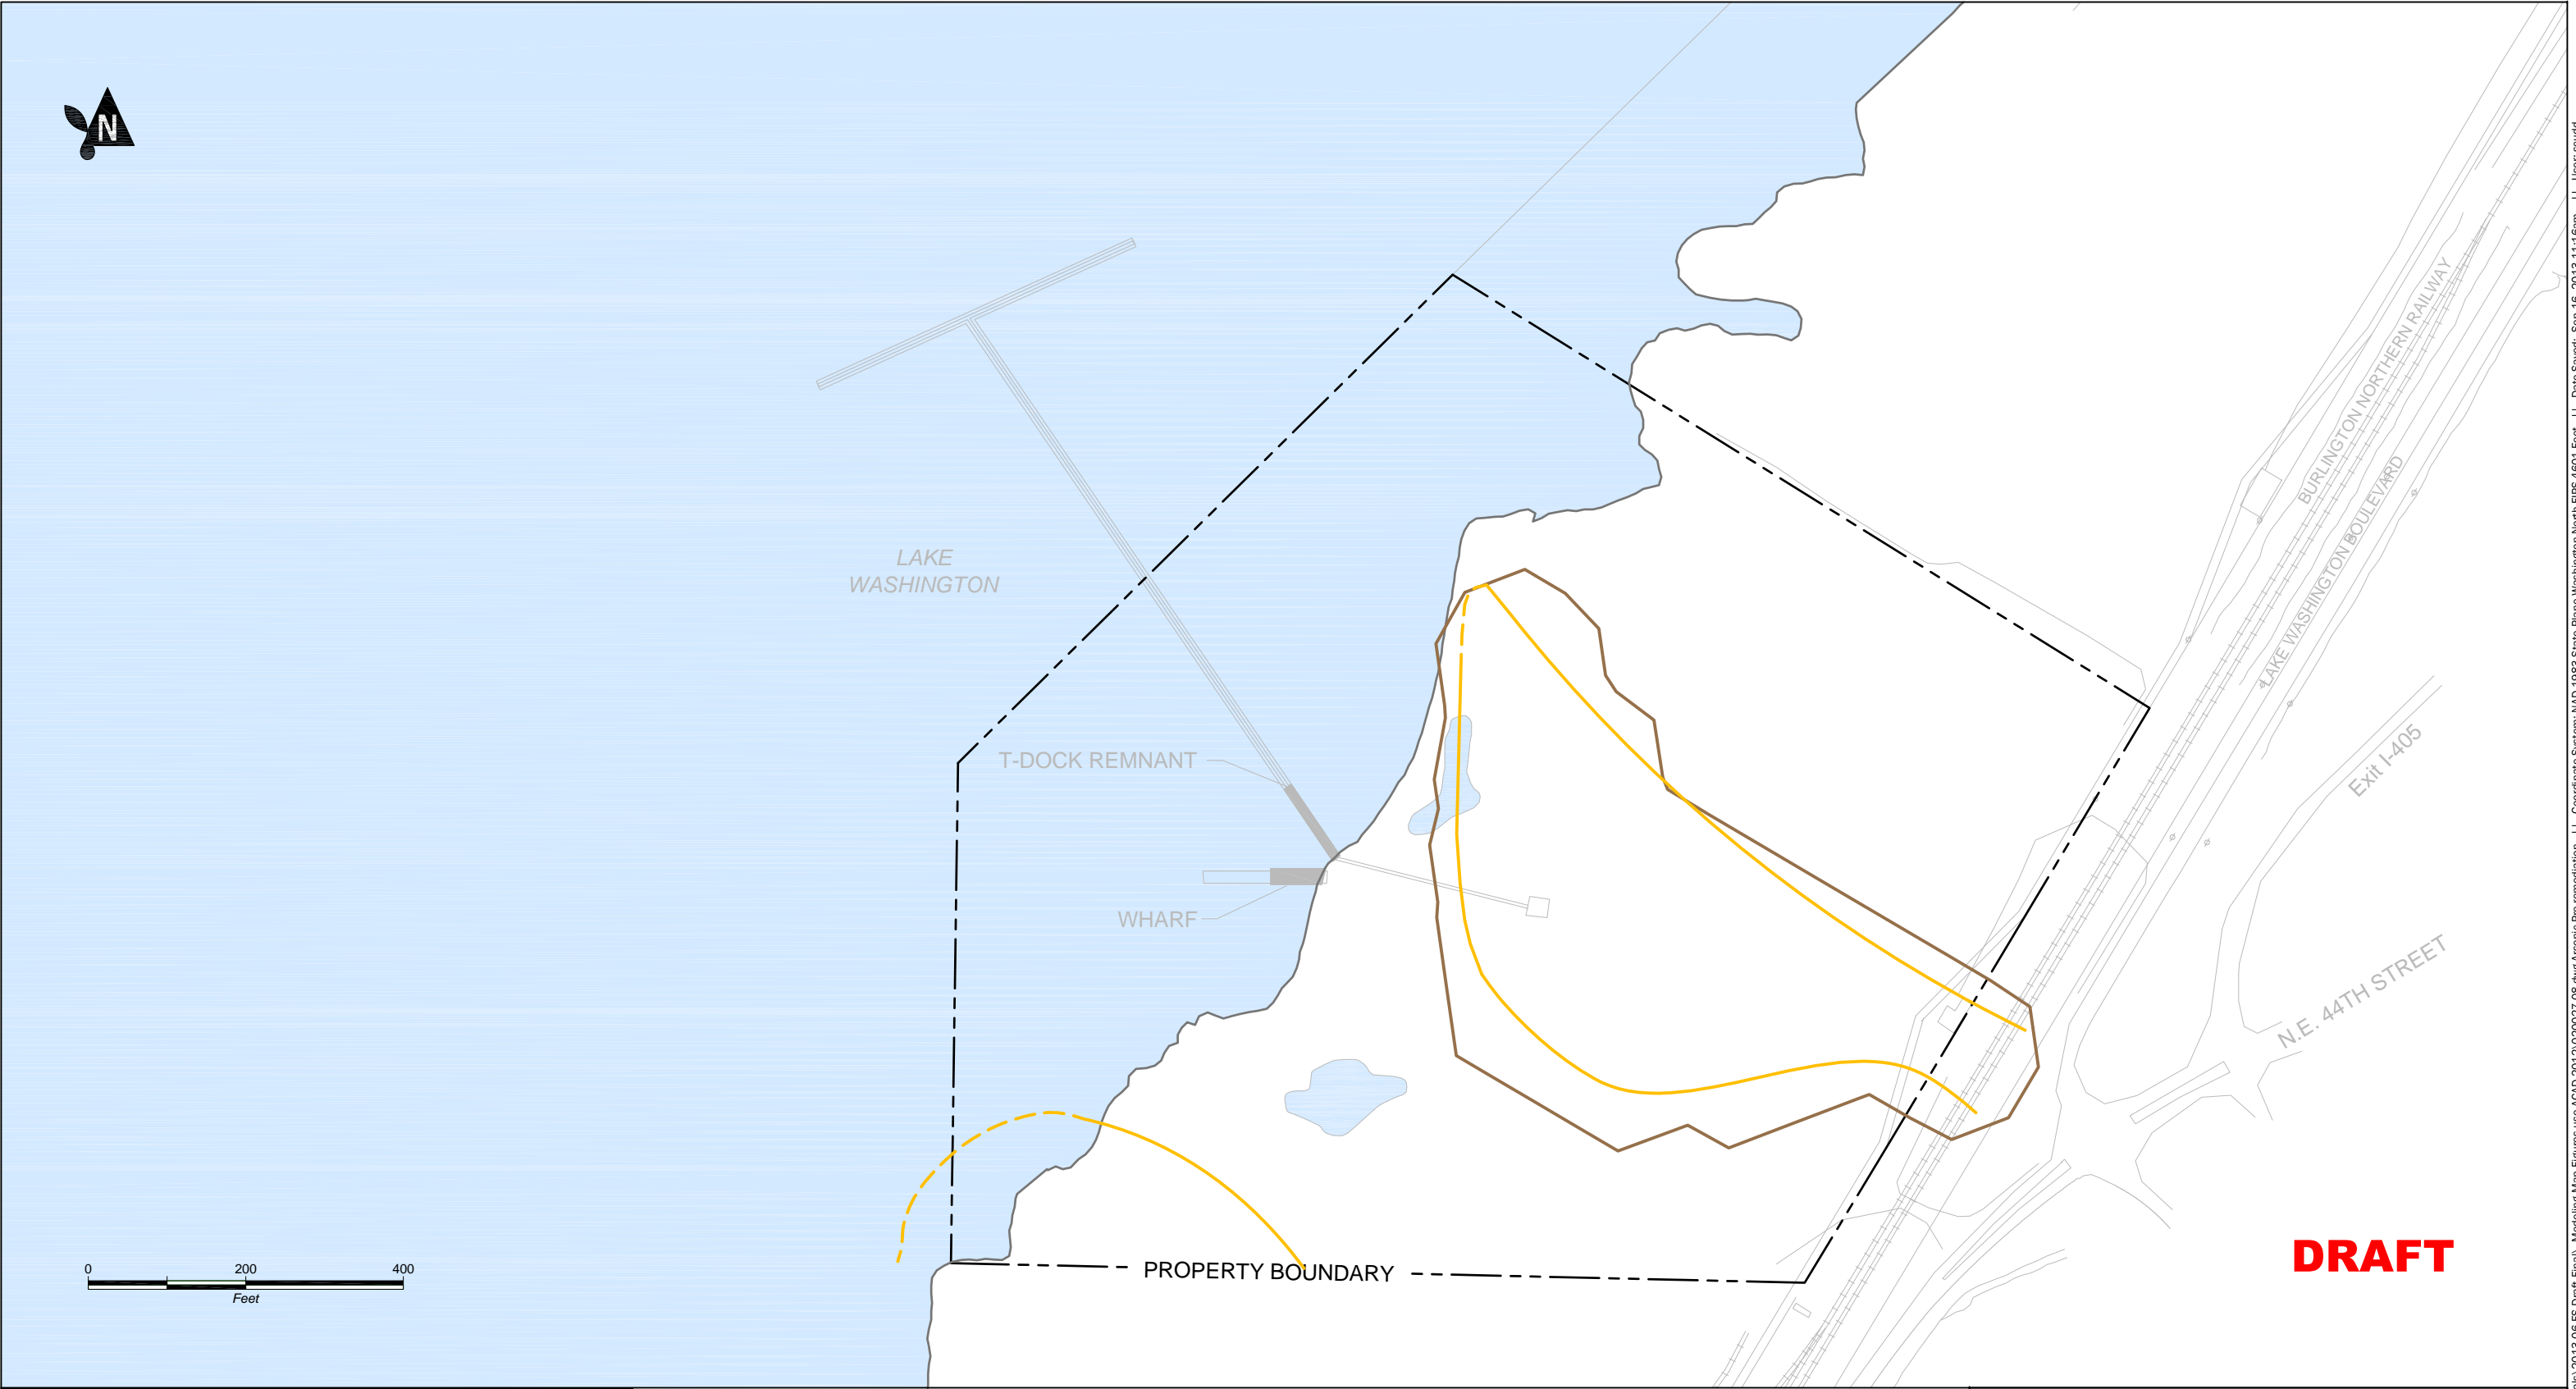 N
LAKE
WASHINGTON
T-DOCK REMNANT
WHARF
BURLINGTON NORTHERN RAILWAY
LAKE WASHINGTON BOULEVARD
Exit I-405
N.E. 44TH STREET
PROPERTY BOUNDARY
0 200 400
Feet
DRAFT